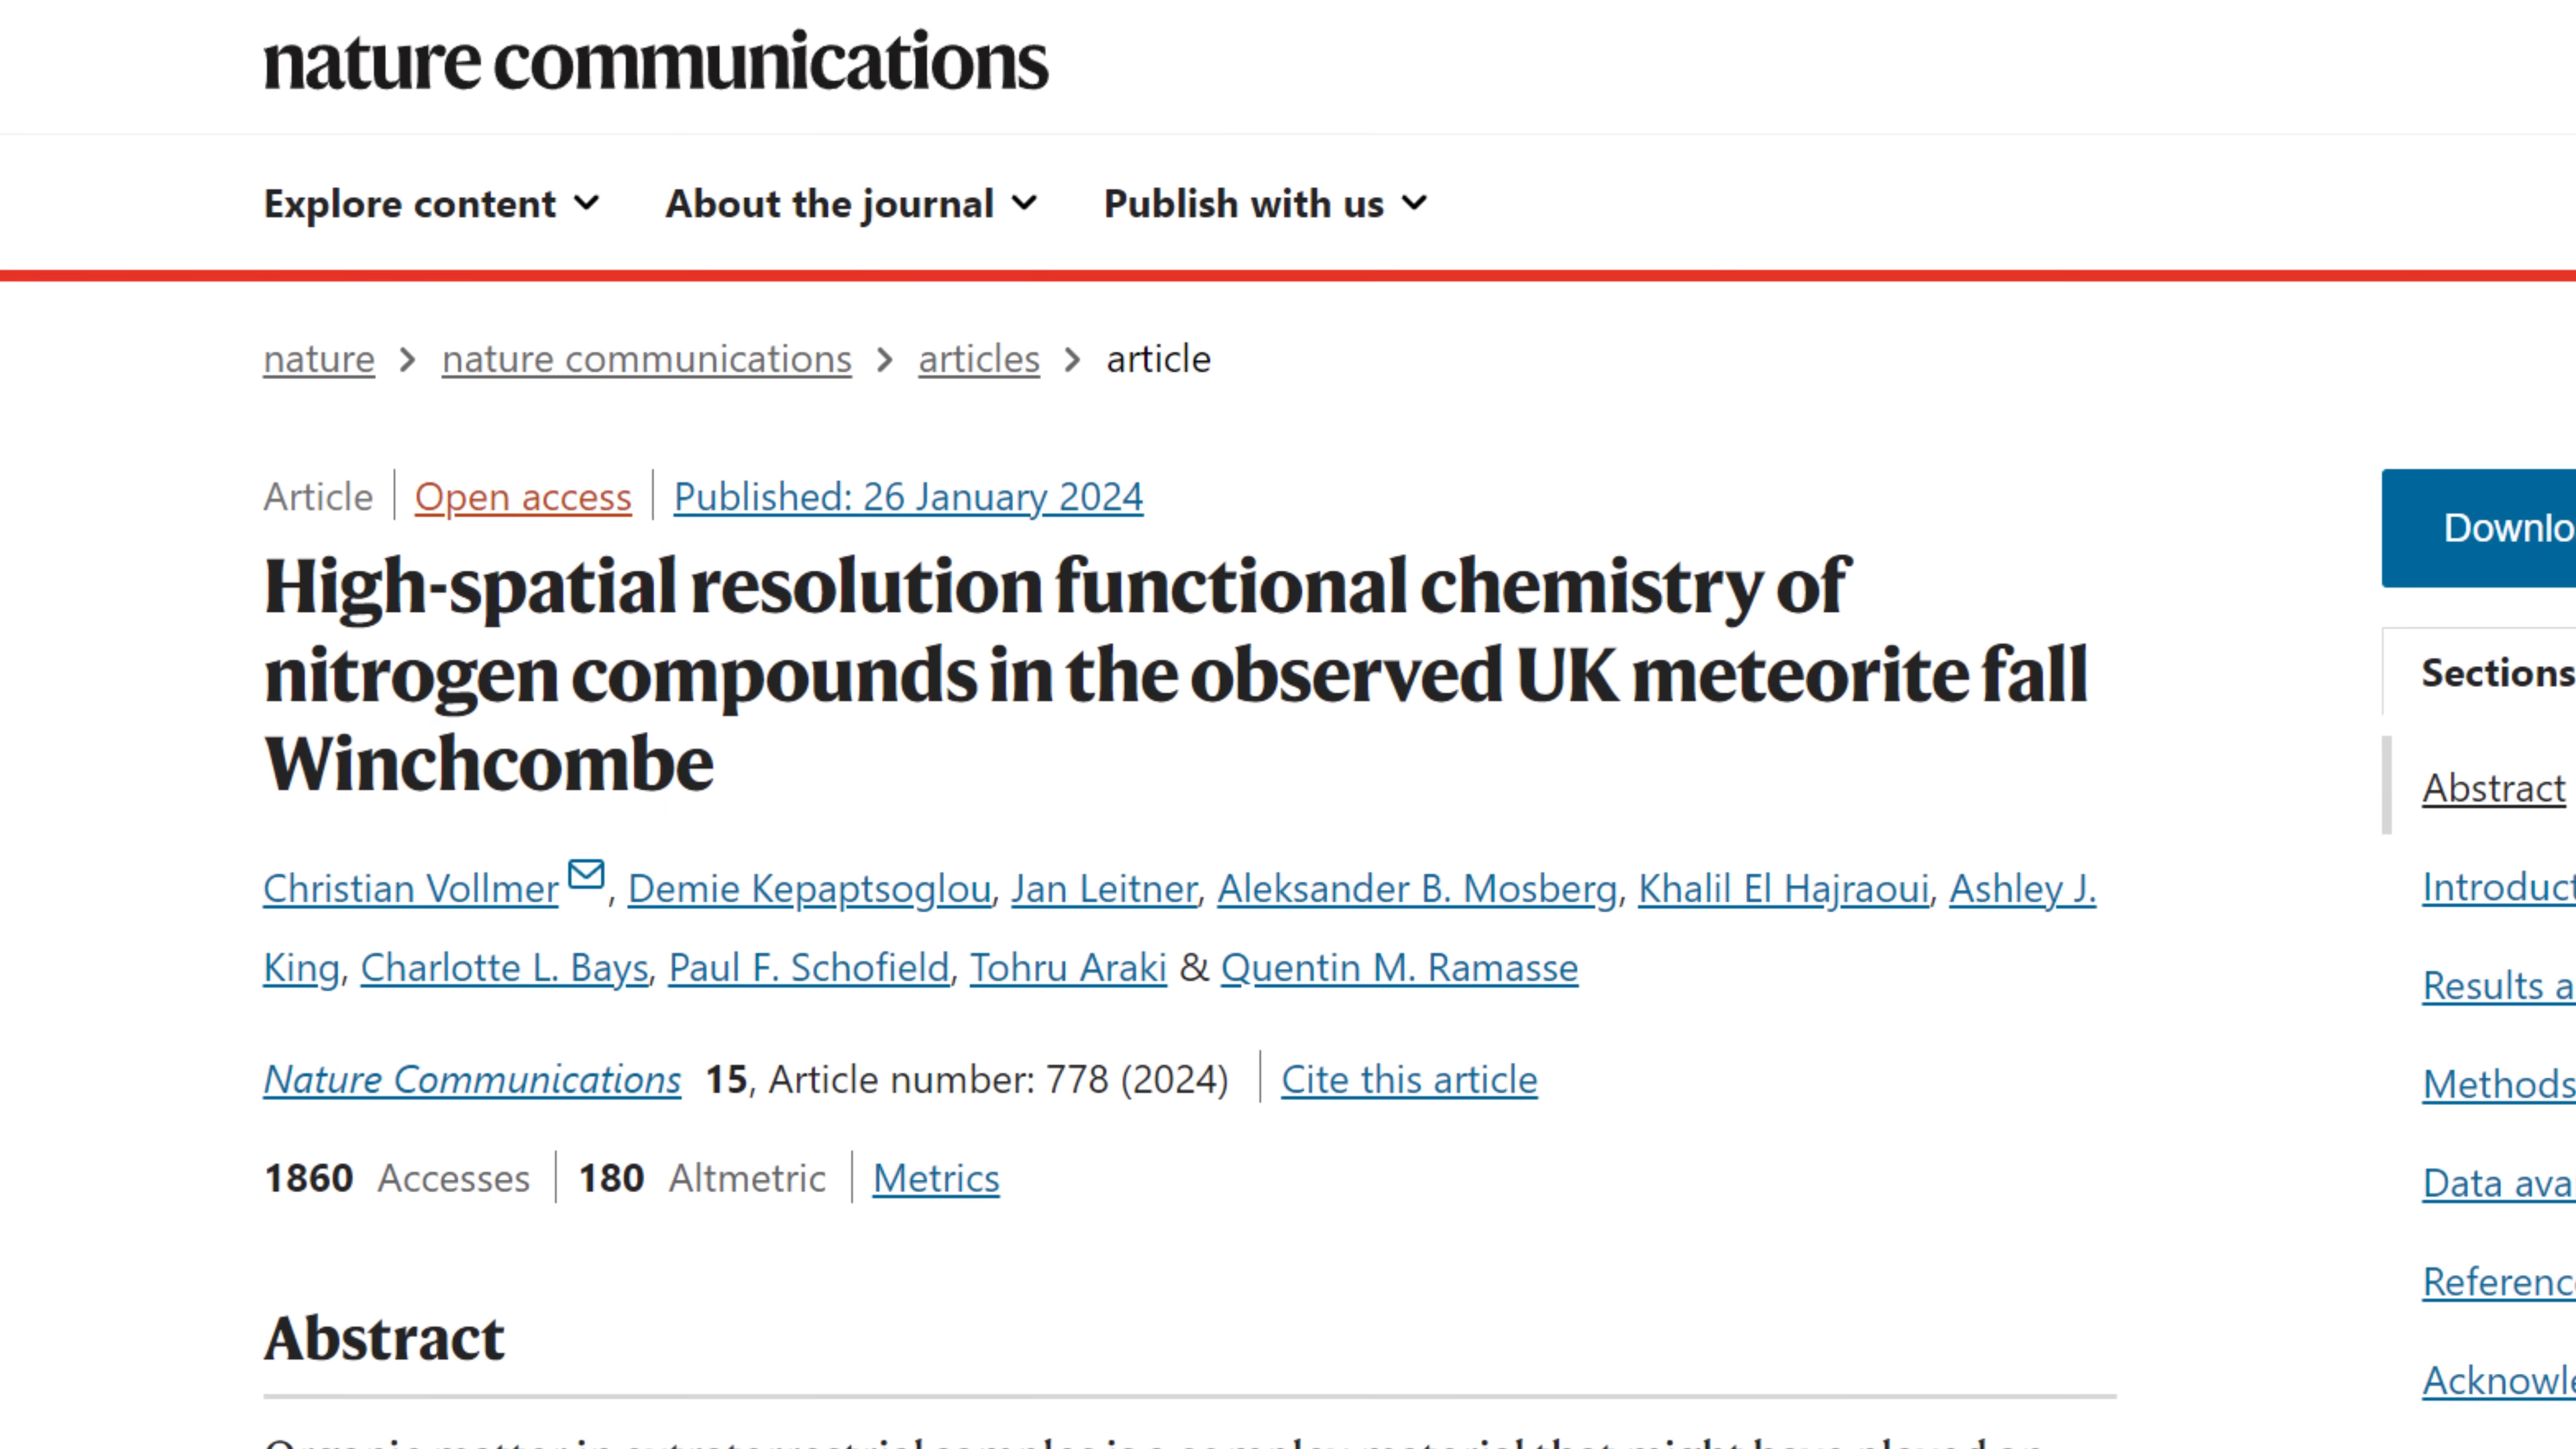 nature communications
Explore content About the journal Publish with us
nature > nature communications > articles > article
Article | Open access | Published: 26 January 2024
High-spatial resolution functional chemistry of
nitrogen compounds in the observed UK meteorite fall
Winchcombe
Christian Vollmer, Demie Kepaptsoglou, Jan Leitner, Aleksander B. Mosberg, Khalil El Hajraoui, Ashley J.
King, Charlotte L. Bays, Paul F. Schofield, Tohru Araki & Quentin M. Ramasse
Nature Communications 15, Article number: 778 (2024) | Cite this article
1860 Accesses | 180 Altmetric | Metrics
Abstract
Downlo
Sections
Abstract
Introduct
Results a
Methods
Data ava
Referenc
Acknowle